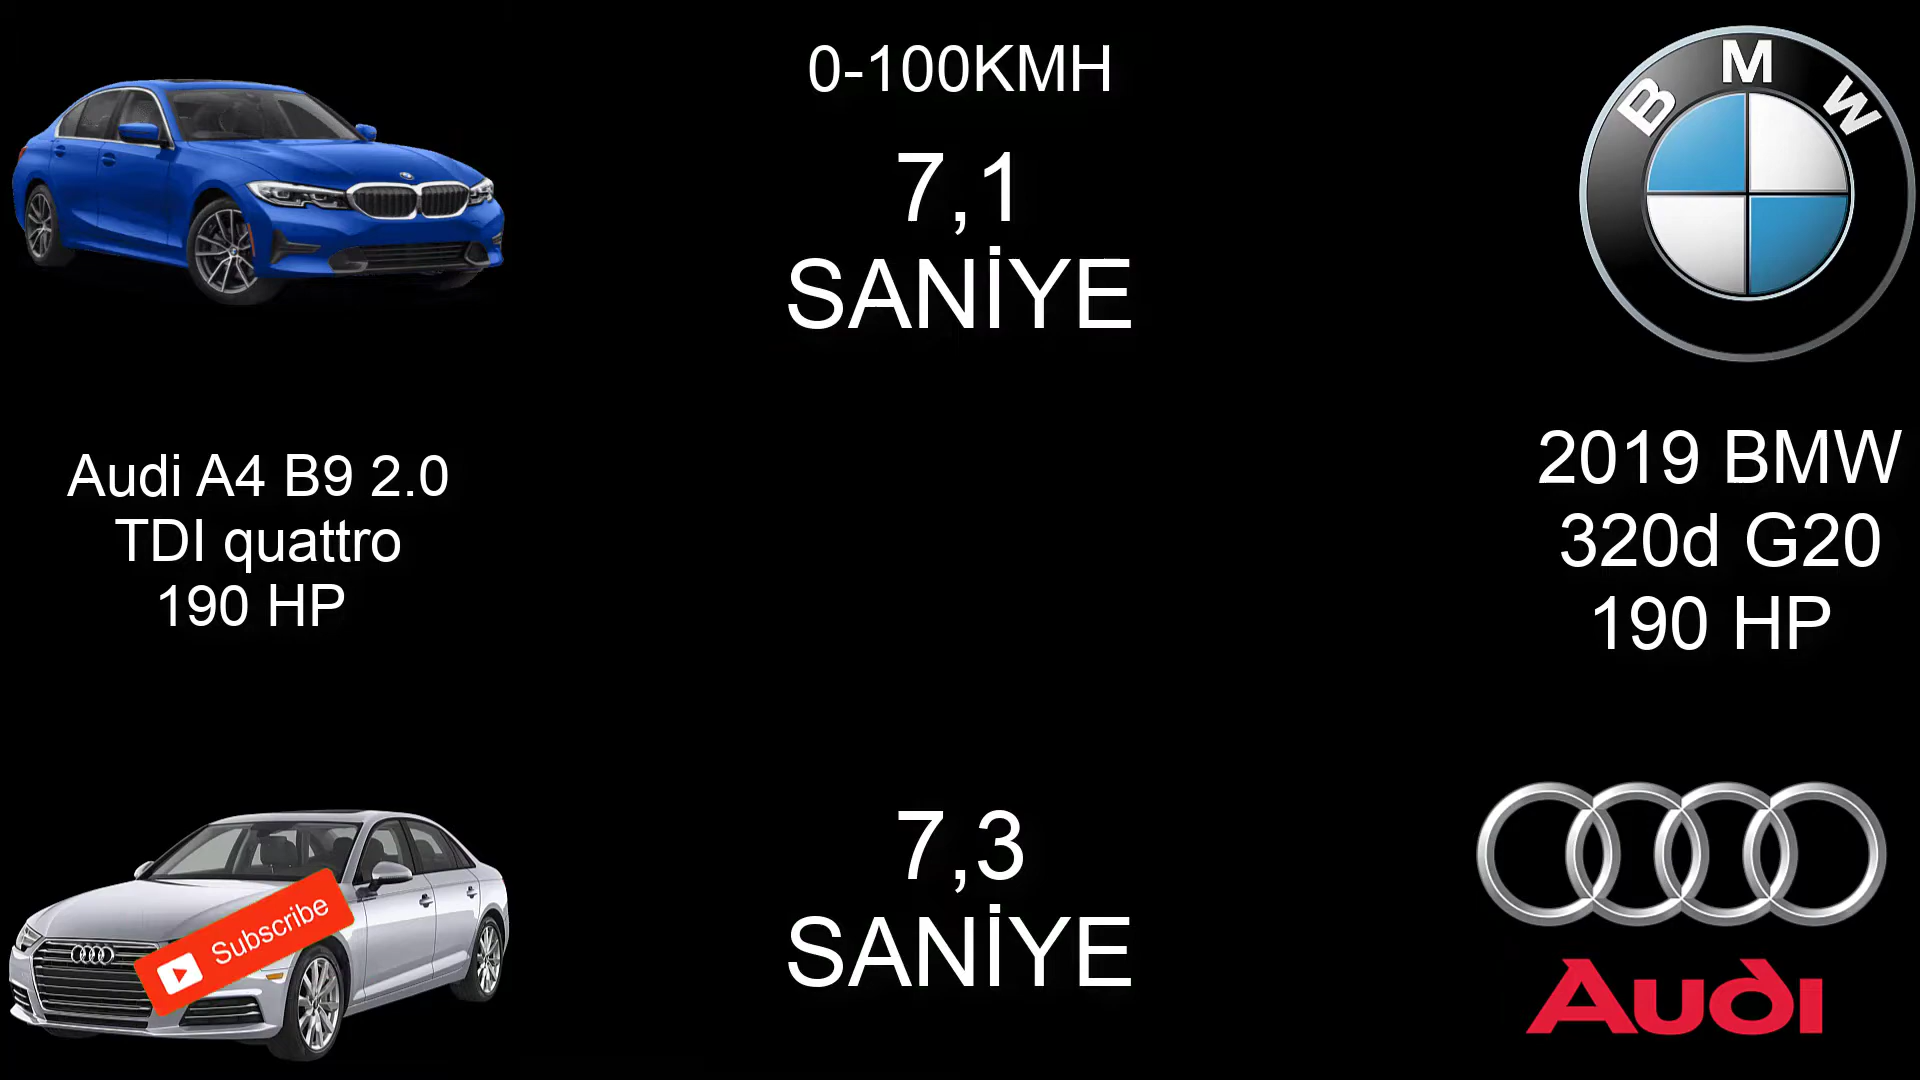 0-100KMH
7,1
SANİYE
BMW
Audi A4 B9 2.0
TDI quattro
190 HP
2019 BMW
320d G20
190 HP
7,3
SANİYE
Subscribe
Audi